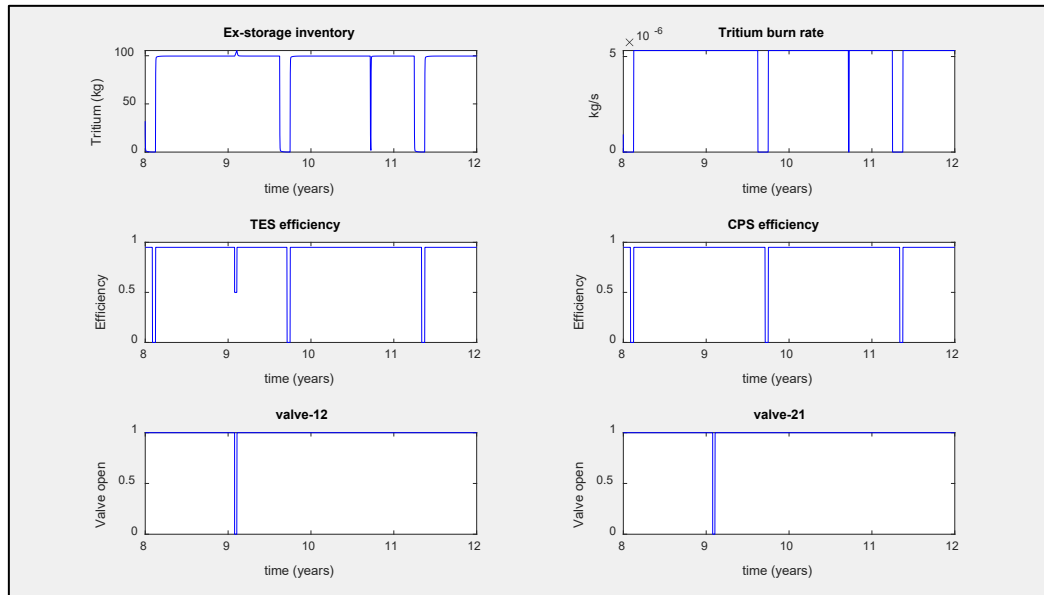 Ex-storage inventory
Tritium (kg)
100
50
0
8 9 10 11 12
time (years)
Tritium burn rate
× 10 -6
kg/s
5
0
8 9 10 11 12
time (years)
TES efficiency
Efficiency
1
0.5
0
8 9 10 11 12
time (years)
CPS efficiency
Efficiency
1
0.5
0
8 9 10 11 12
time (years)
valve-12
Valve open
1
0.5
0
8 9 10 11 12
time (years)
valve-21
Valve open
1
0.5
0
8 9 10 11 12
time (years)